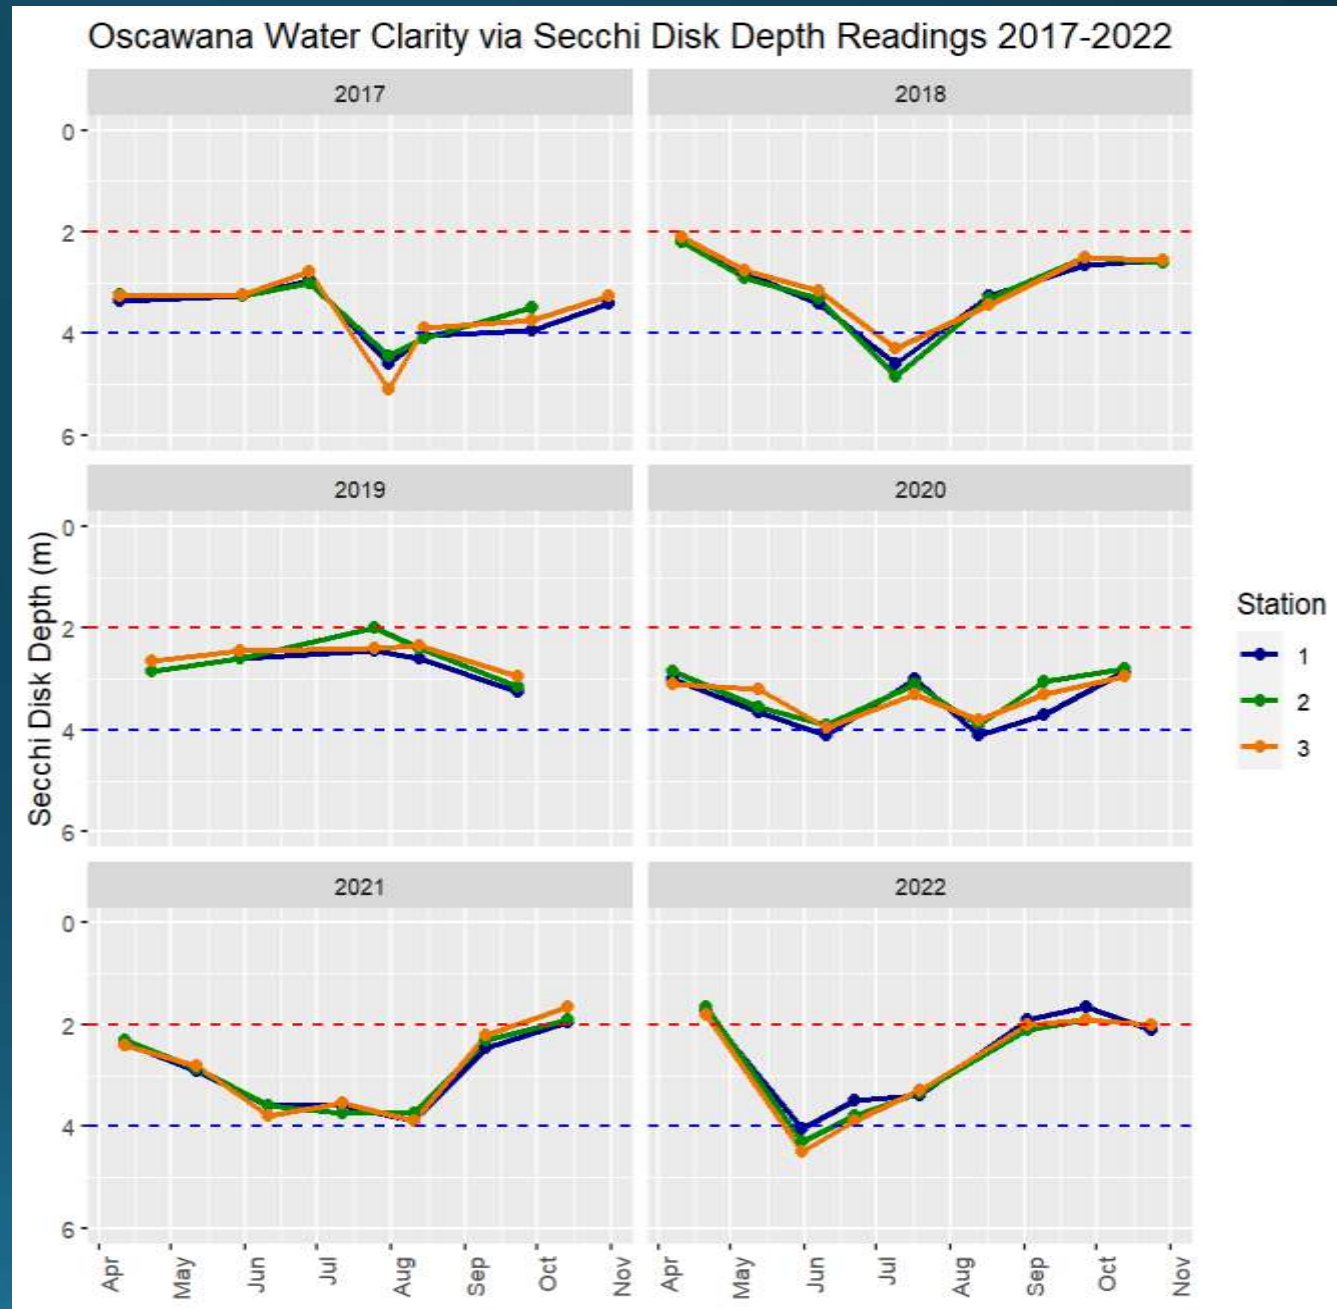 Oscawana Water Clarity via Secchi Disk Depth Readings 2017-2022
2017
2018
0
2
4
6
2019
2020
0
2
4
6
Secchi Disk Depth (m)
2021
2022
0
2
4
6
Apr
May
Jun
Jul
Aug
Sep
Oct
Nov
Apr
May
Jun
Jul
Aug
Sep
Oct
Nov
Station
1
2
3